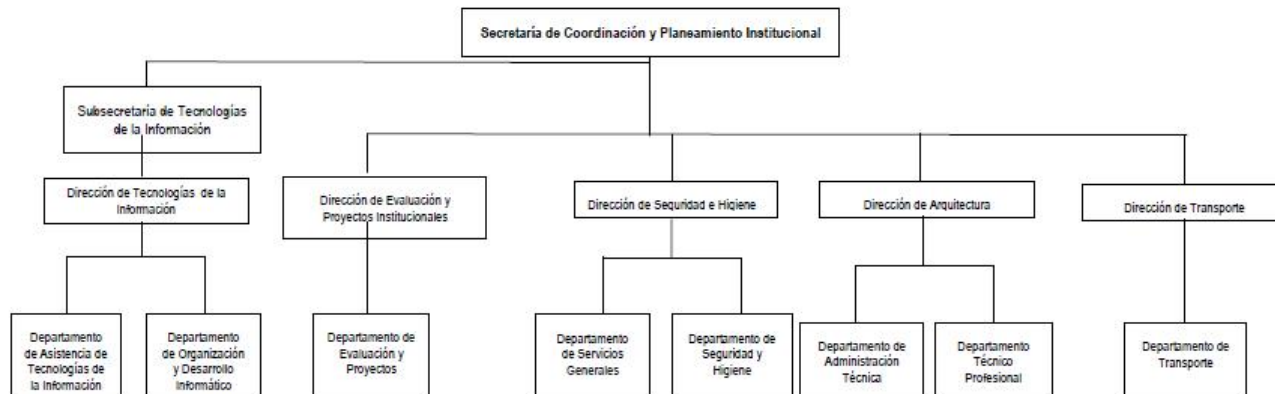 Secretaría de Coordinación y Planeamiento Institucional
Subsecretaría de Tecnologías
de la Información
Dirección de Tecnologías de la
Información
Dirección de Evaluación y
Proyectos Institucionales
Dirección de Seguridad e Higiene
Dirección de Arquitectura
Dirección de Transporte
Departamento
de Asistencia de
Tecnologías de
la Información
Departamento
de Organización
y Desarrollo
Informático
Departamento de
Evaluación y
Proyectos
Departamento
de Servicios
Generales
Departamento de
Seguridad y
Higiene
Departamento de
Administración
Técnica
Departamento
Técnico
Profesional
Departamento de
Transporte